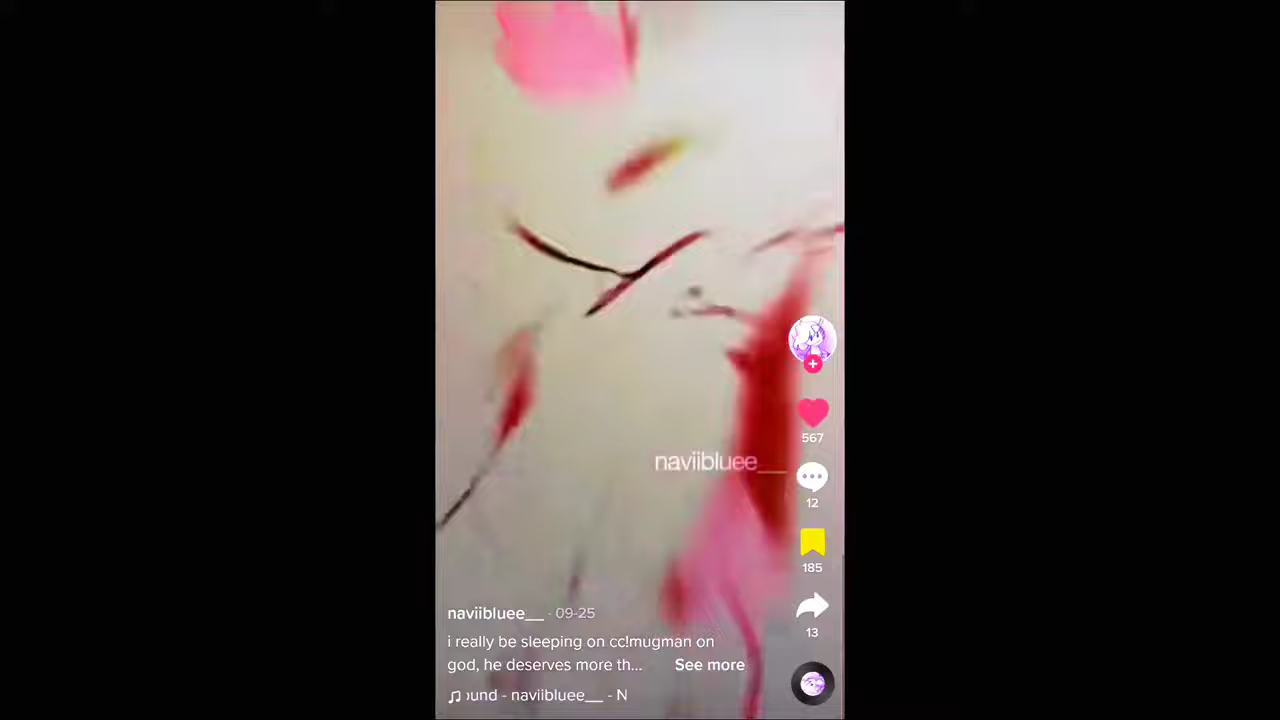 naviibluee__
567
12
185
13
naviibluee__ · 09-25
i really be sleeping on cc!mugman on
god, he deserves more th... See more
ound - naviibluee__ - N